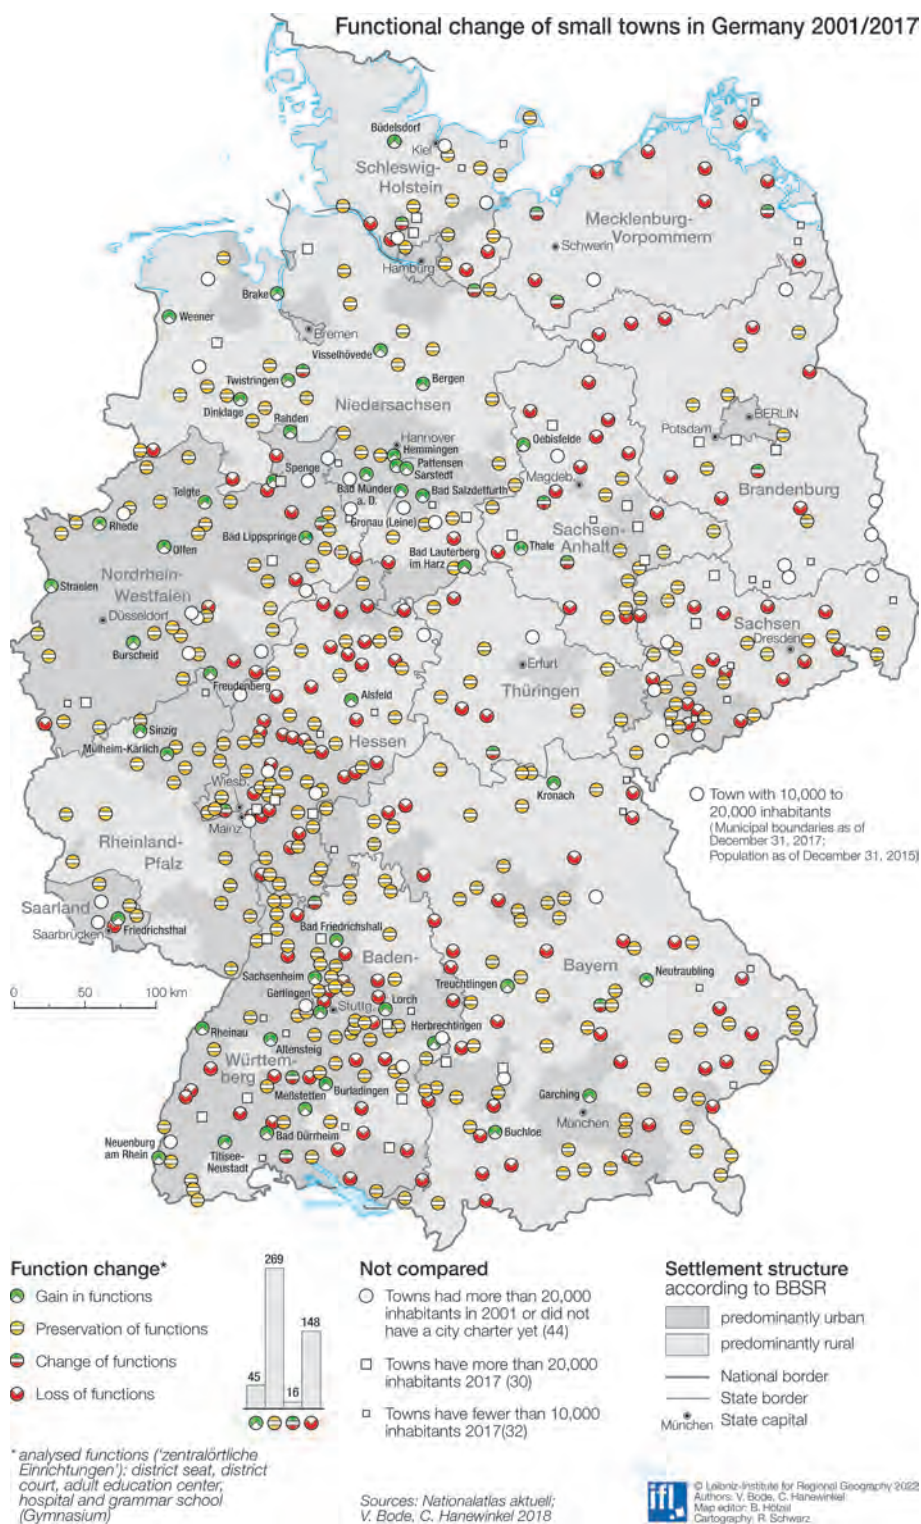 Functional change of small towns in Germany 2001/2017
Büdelsdorf
Kiel
Schleswig-
Holstein
Mecklenburg-
Vorpommern
Schwerin
Hamburg
Brake
Weener
Bremen
Visselhövede
Twistringen
Bergen
Dinklage
Niedersachsen
Rahden
BERLIN
Potsdam
Hannover
Hemmingen
Oebisfelde
Pattensen
Sarstedt
Spenge
Magdeb.
Brandenburg
Telgte
Bad Münder
a. D.
Bad Salzdetfurth
Rhede
Gronau (Leine)
Sachsen-
Anhalt
Bad Lippspringe
Olfen
Bad Lauterberg
im Harz
Thale
Nordrhein-
Westfalen
Straelen
Düsseldorf
Sachsen
Dresden
Burscheid
Erfurt
Freudenberg
Thüringen
Alsfeld
Sinzig
Mülheim-Kärlich
Hessen
Wiesb.
Kronach
Town with 10,000 to
20,000 inhabitants
(Municipal boundaries as of
December 31, 2017;
Population as of December 31, 2015)
Mainz
Rheinland-
Pfalz
Saarland
Saarbrücken
Friedrichsthal
Bad Friedrichshall
Baden-
Bayern
Neutraubling
Sachsenheim
Treuchtlingen
0 50 100 km
Gerlingen
Stuttg.
Lorch
Rheinau
Herbrechtingen
Altensteig
Württem-
berg
Burladingen
Meßstetten
Garching
München
Neuenburg
am Rhein
Bad Dürrheim
Buchloe
Titisee-
Neustadt
Function change*
Gain in functions
Preservation of functions
Change of functions
Loss of functions
269
148
45
16
* analysed functions ('zentralörtliche
Einrichtungen'): district seat, district
court, adult education center,
hospital and grammar school
(Gymnasium)
Not compared
Towns had more than 20,000
inhabitants in 2001 or did not
have a city charter yet (44)
Towns have more than 20,000
inhabitants 2017 (30)
Towns have fewer than 10,000
inhabitants 2017(32)
Sources: Nationalatlas aktuell;
V. Bode, C. Hanewinkel 2018
Settlement structure
according to BBSR
predominantly urban
predominantly rural
National border
State border
München State capital
ifl
© Leibniz-Institute for Regional Geography 2022
Authors: V. Bode, C. Hanewinkel
Map editor: B. Hölzel
Cartography: R. Schwarz